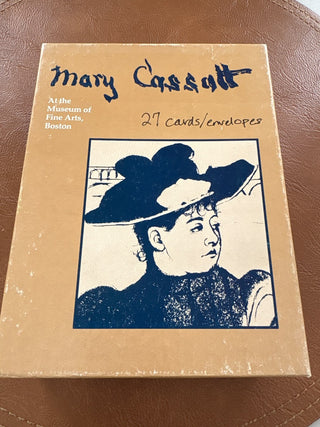 Mary Cassatt
At the
Museum of
Fine Arts,
Boston
27 cards/envelopes